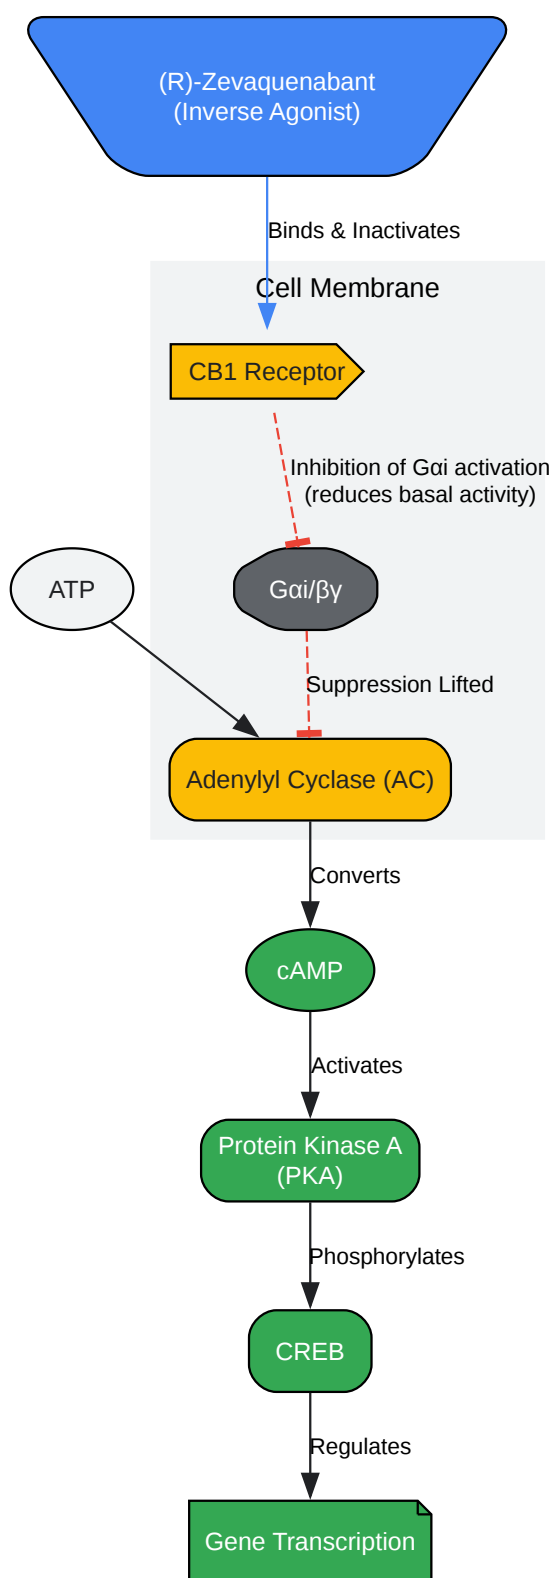 (R)-Zevaquenabant
(Inverse Agonist)
Binds & Inactivates
Cell Membrane
CB1 Receptor
Inhibition of Gαi activation
(reduces basal activity)
ATP
Gαi/βγ
Suppression Lifted
Adenylyl Cyclase (AC)
Converts
cAMP
Activates
Protein Kinase A
(PKA)
Phosphorylates
CREB
Regulates
Gene Transcription